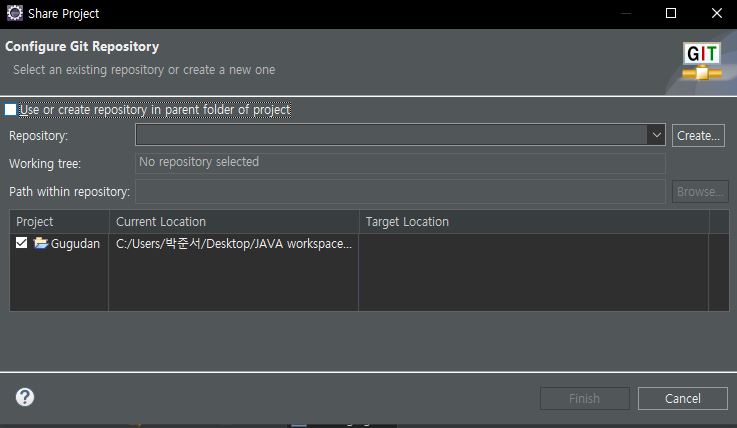 Share Project
Configure Git Repository
Select an existing repository or create a new one
GIT
Use or create repository in parent folder of project
Repository: Create...
Working tree: No repository selected
Path within repository: Browse...
Project Current Location Target Location
Gugudan C:/Users/박준서/Desktop/JAVA workspace...
Finish Cancel